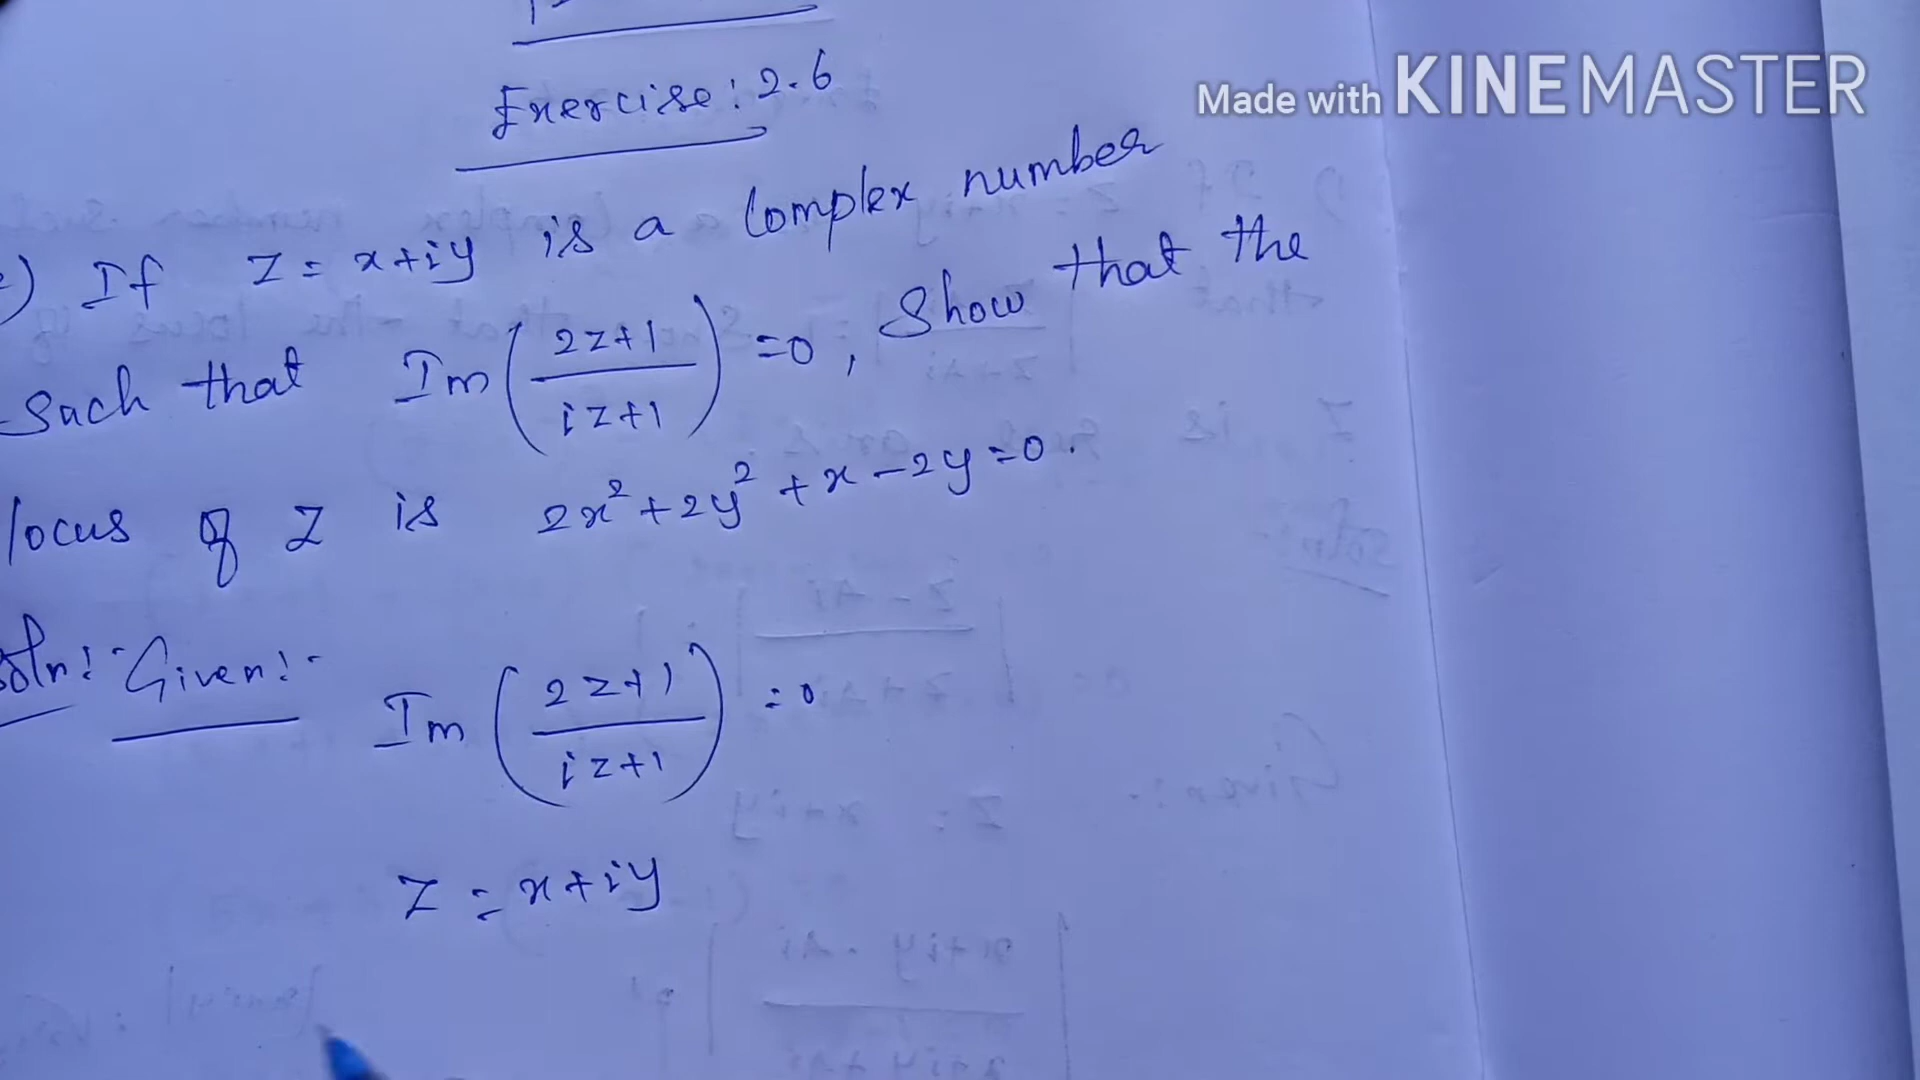 Exercise: 2.6
Made with KINEMASTER
) If z = x+iy is a Complex number
Such that Im(2z+1/iz+1) =0, Show that the
locus of z is 2x²+2y²+x-2y=0.
Soln:- Given:- Im(2z+1/iz+1) =0
z = x+iy